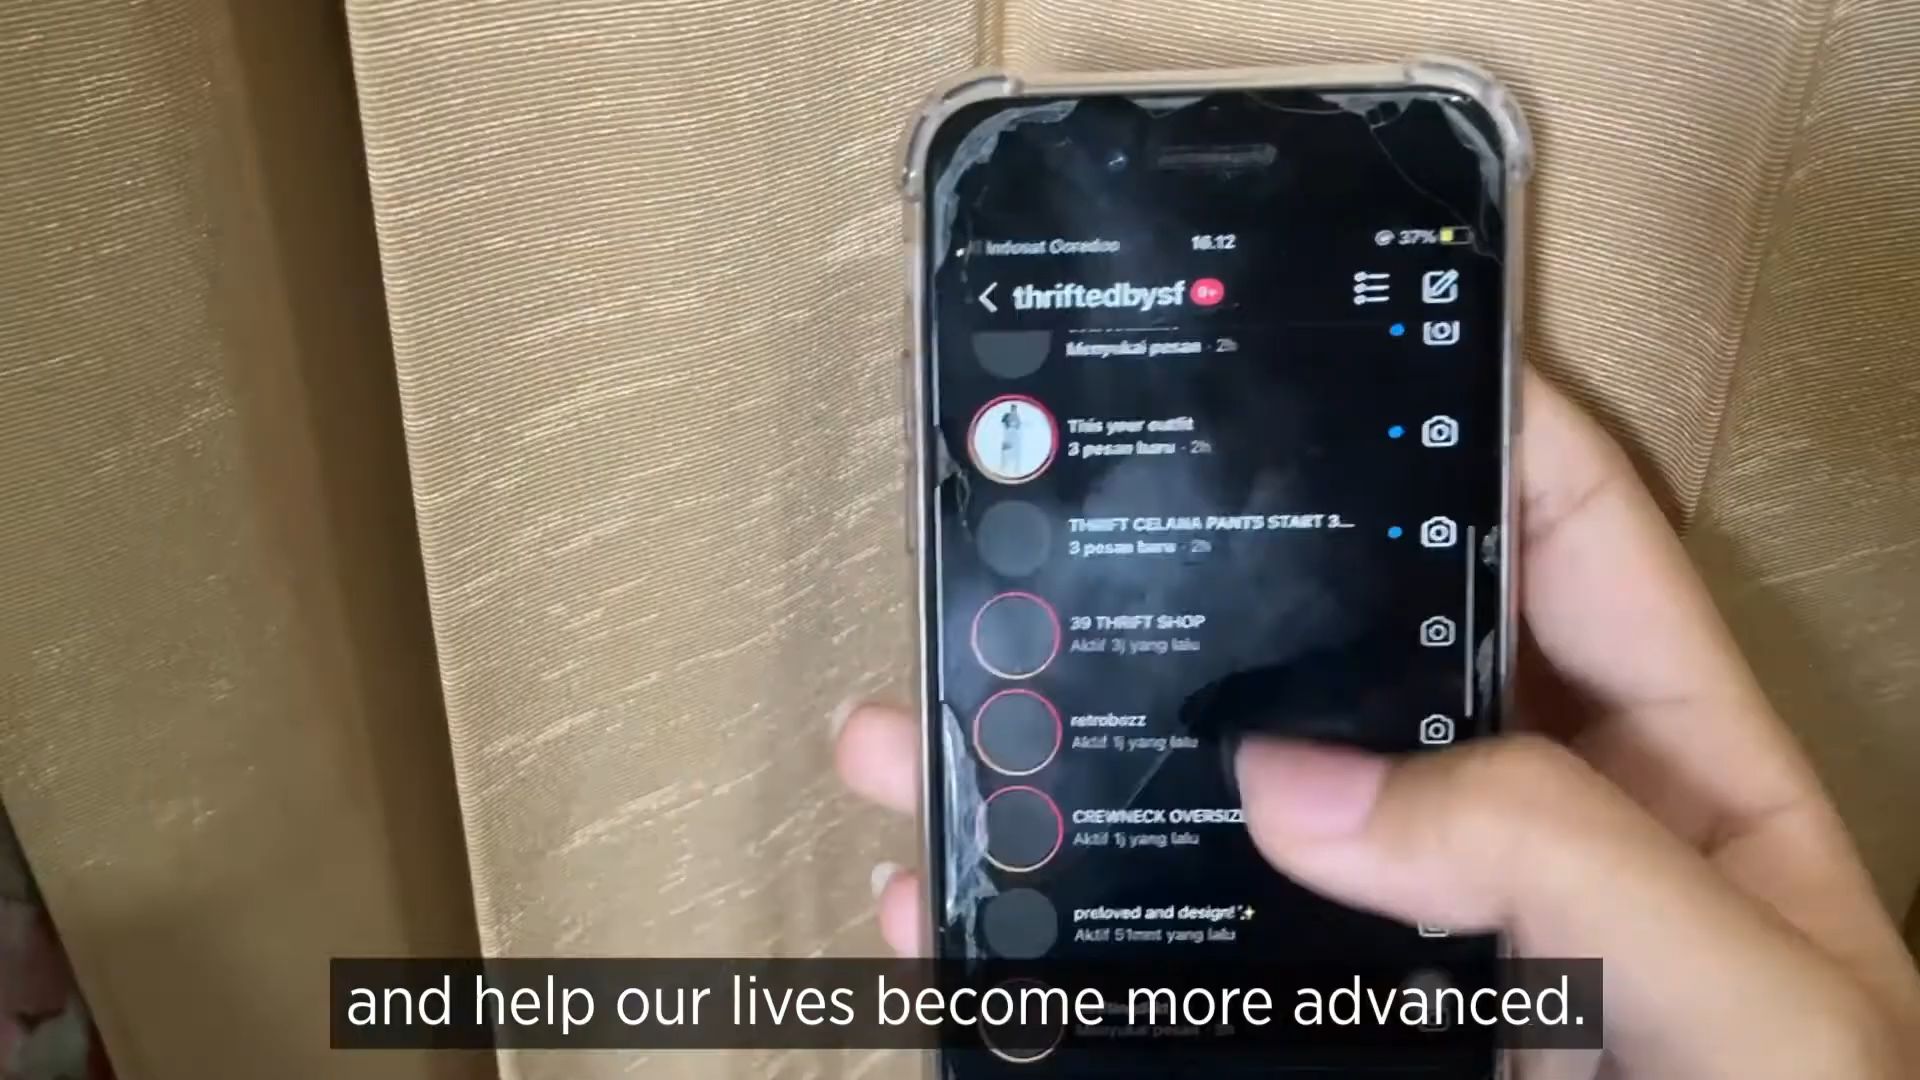 Indosat Ooredoo 16.12 37%
thriftedbysf 9+
Menyukai pesan · 2h
This your outfit
3 pesan baru · 2h
THRIFT CELANA PANTS START 3...
3 pesan baru · 2h
39 THRIFT SHOP
Aktif 3j yang lalu
retrobozz
Aktif 1j yang lalu
CREWNECK OVERSIZE
Aktif 1j yang lalu
preloved and design!✨
Aktif 51mnt yang lalu
and help our lives become more advanced.